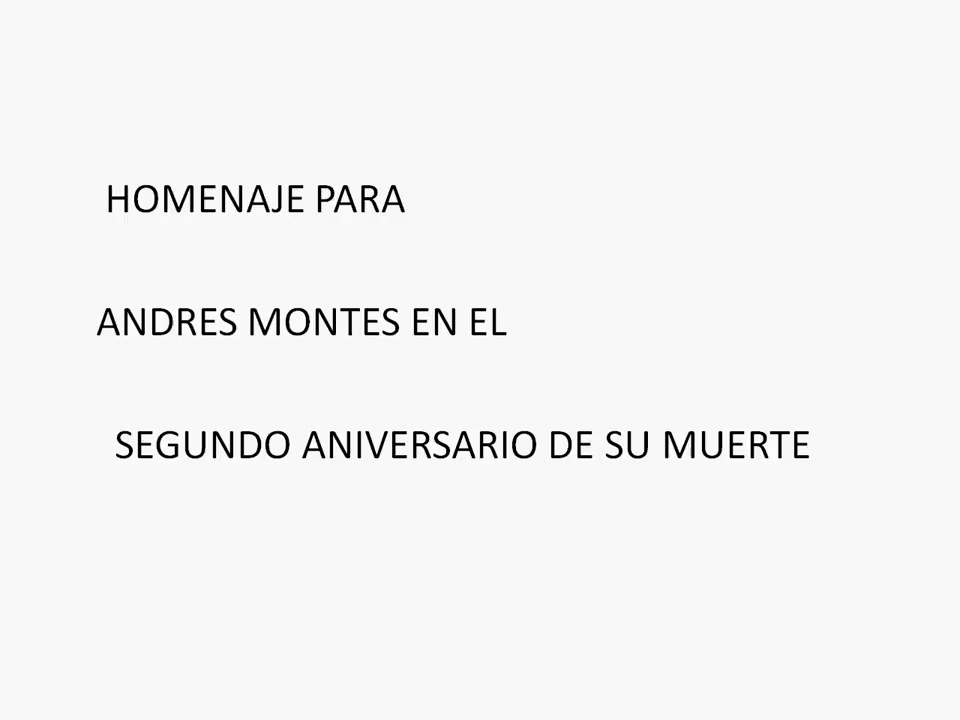 HOMENAJE PARA
ANDRES MONTES EN EL
SEGUNDO ANIVERSARIO DE SU MUERTE